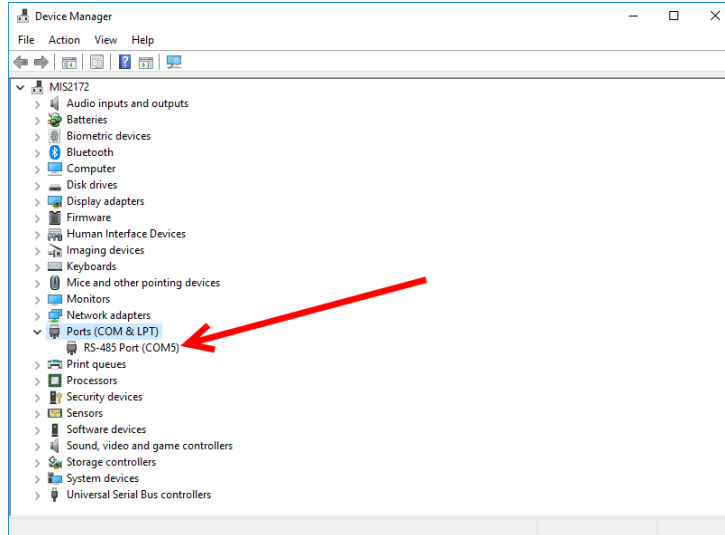 Device Manager
File Action View Help
MIS2172
Audio inputs and outputs
Batteries
Biometric devices
Bluetooth
Computer
Disk drives
Display adapters
Firmware
Human Interface Devices
Imaging devices
Keyboards
Mice and other pointing devices
Monitors
Network adapters
Ports (COM & LPT)
RS-485 Port (COM5)
Print queues
Processors
Security devices
Sensors
Software devices
Sound, video and game controllers
Storage controllers
System devices
Universal Serial Bus controllers